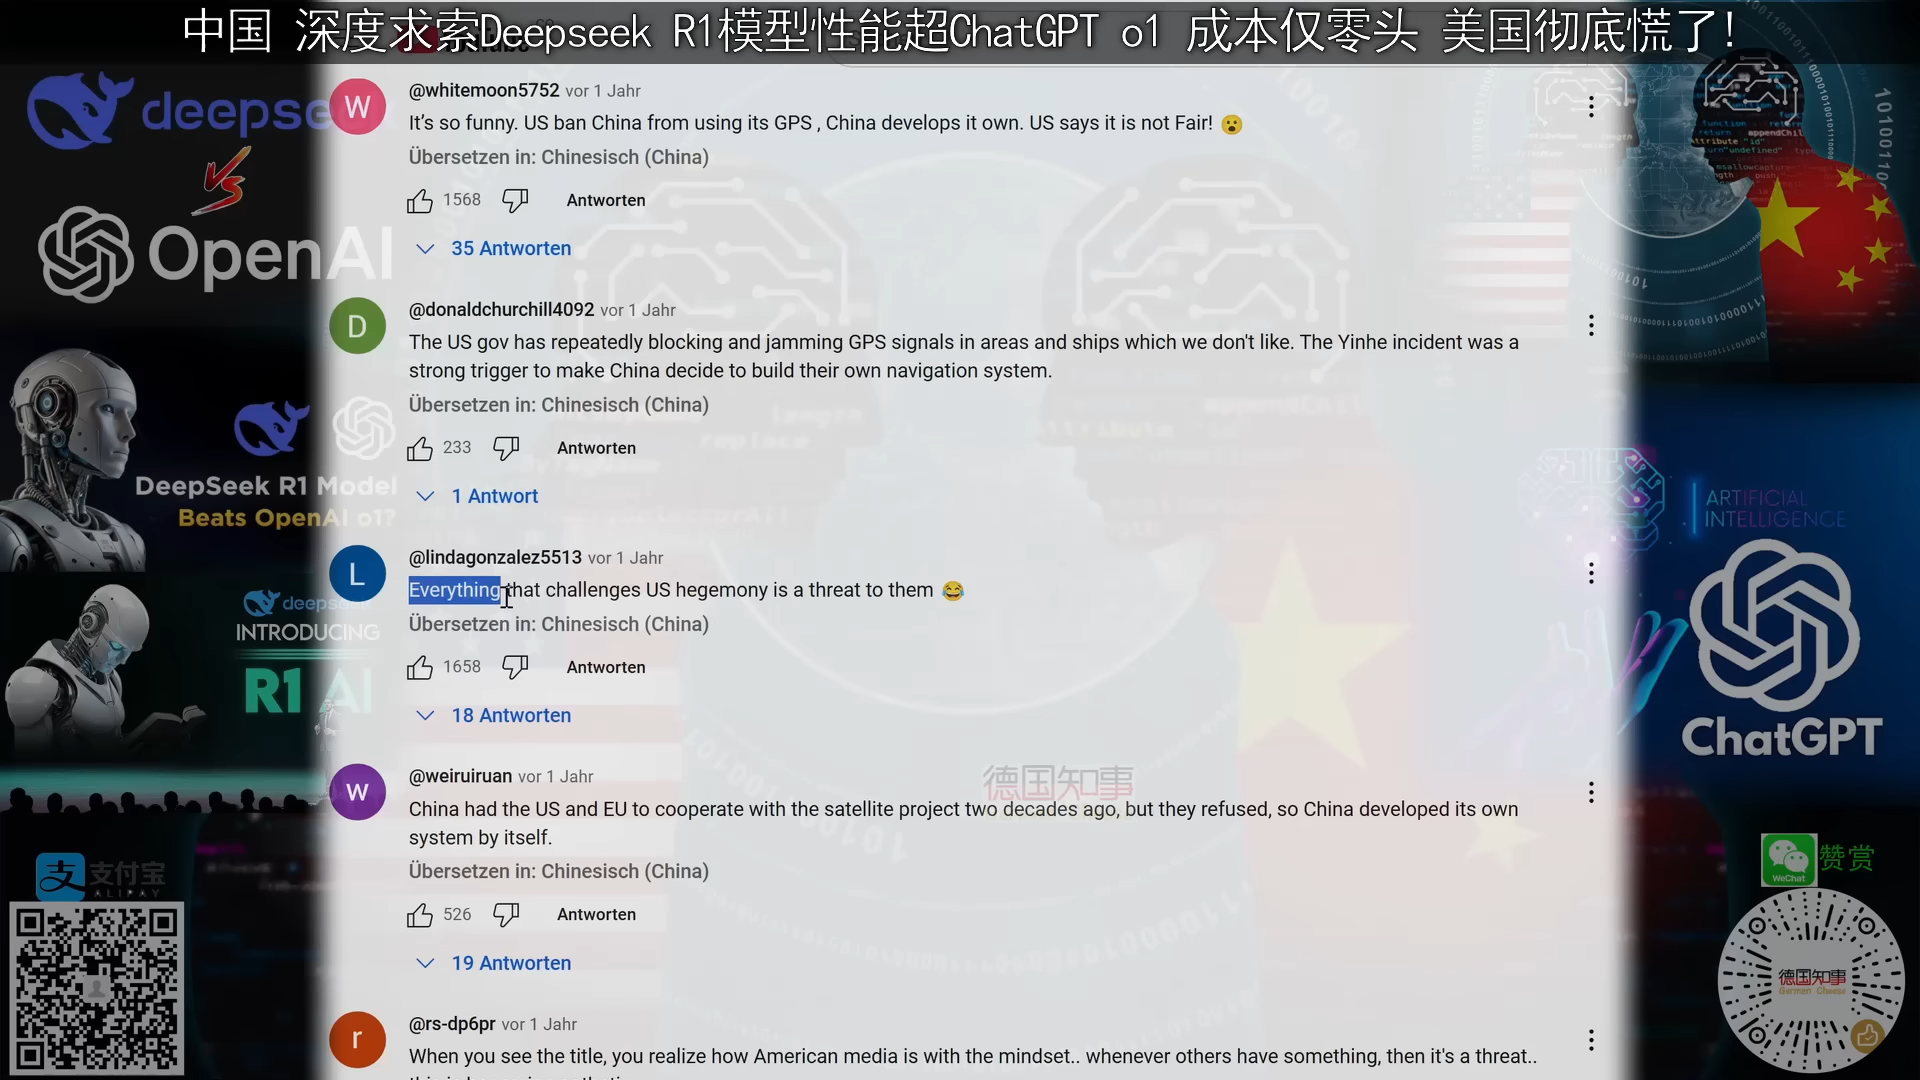 中国 深度求索Deepseek R1模型性能超ChatGPT o1 成本仅零头 美国彻底慌了!
deepse
VS
OpenAI
DeepSeek R1 Model
Beats OpenAI o1?
deepse
INTRODUCING
R1 AI
支付宝
ALIPAY
W
@whitemoon5752 vor 1 Jahr
It’s so funny. US ban China from using its GPS , China develops it own. US says it is not Fair! 😮
Übersetzen in: Chinesisch (China)
1568 Antworten
35 Antworten
D
@donaldchurchill4092 vor 1 Jahr
The US gov has repeatedly blocking and jamming GPS signals in areas and ships which we don't like. The Yinhe incident was a
strong trigger to make China decide to build their own navigation system.
Übersetzen in: Chinesisch (China)
233 Antworten
1 Antwort
L
@lindagonzalez5513 vor 1 Jahr
Everything that challenges US hegemony is a threat to them 😂
Übersetzen in: Chinesisch (China)
1658 Antworten
18 Antworten
W
@weiruiruan vor 1 Jahr
德国知事
China had the US and EU to cooperate with the satellite project two decades ago, but they refused, so China developed its own
system by itself.
Übersetzen in: Chinesisch (China)
526 Antworten
19 Antworten
r
@rs-dp6pr vor 1 Jahr
When you see the title, you realize how American media is with the mindset.. whenever others have something, then it's a threat..
ARTIFICIAL
INTELLIGENCE
ChatGPT
WeChat
赞赏
德国知事
German Cheese